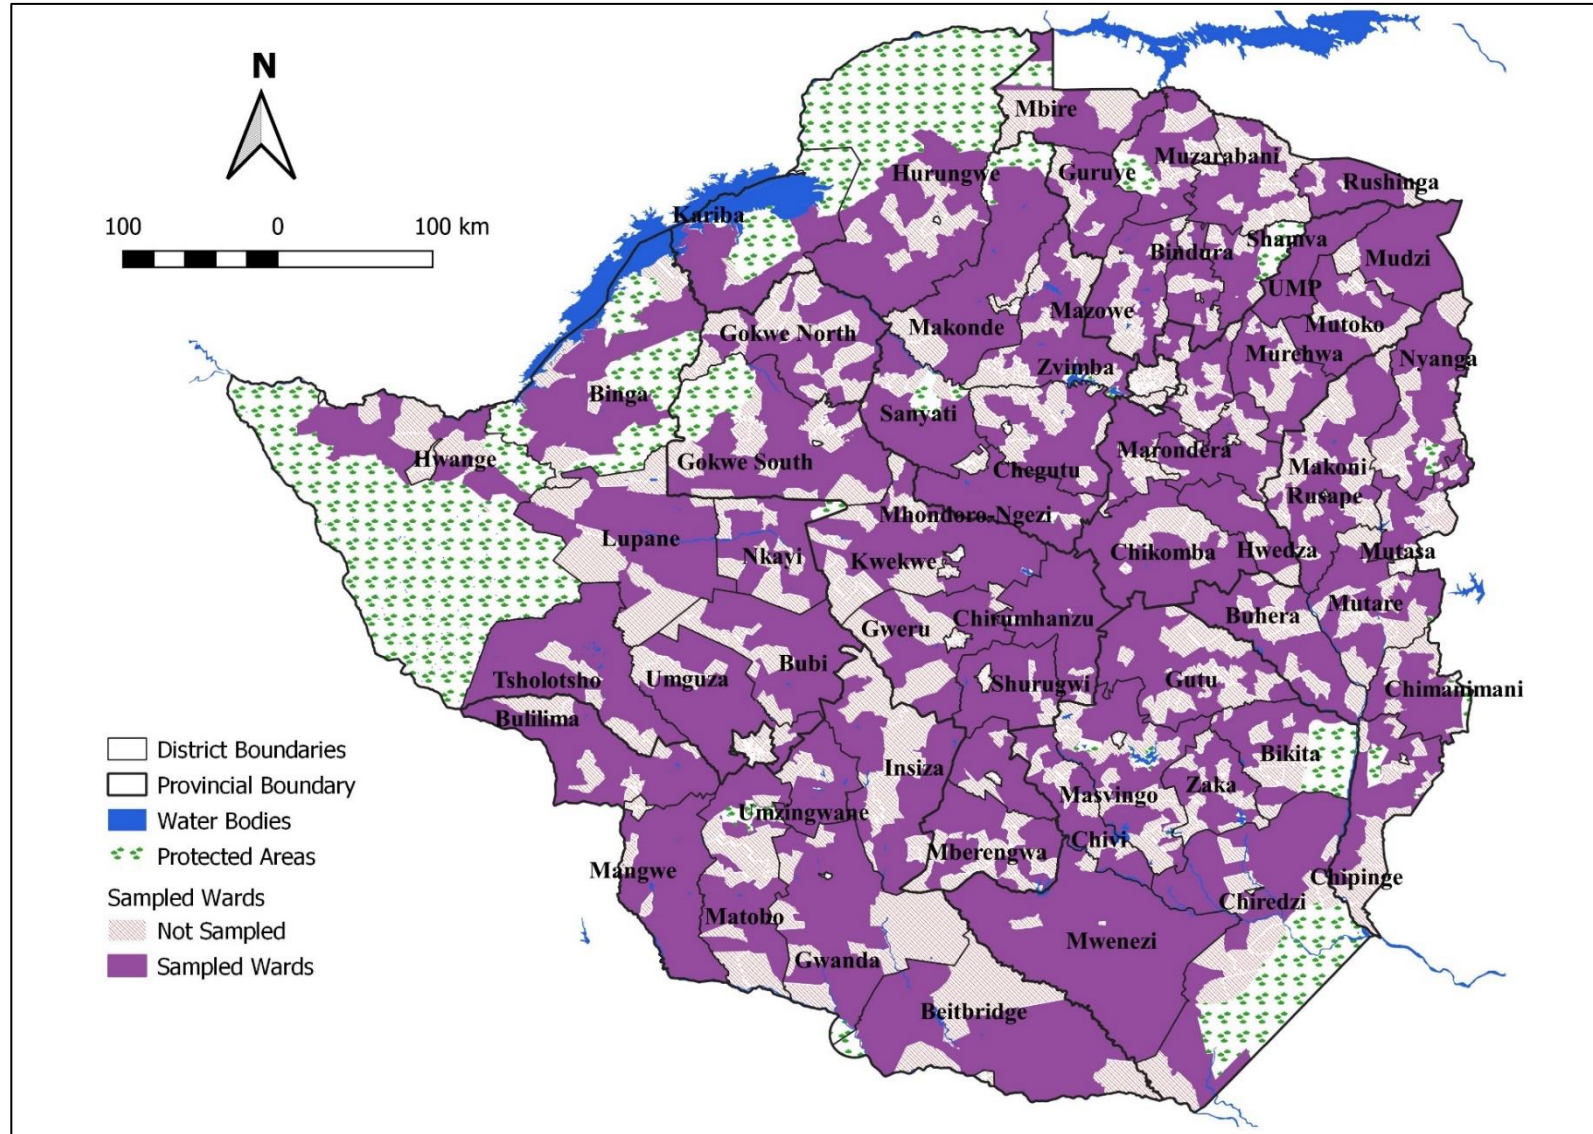 N
100 0 100 km
Mbire
Muzarabani
Guruve
Hurungwe
Rushinga
Kariba
Shamva
Bindura
Mudzi
UMP
Mazowe
Mutoko
Makonde
Gokwe North
Murehwa
Nyanga
Zvimba
Binga
Sanyati
Marondera
Hwange
Gokwe South
Chegutu
Makoni
Rusape
Mhondoro-Ngezi
Lupane
Nkayi
Kwekwe
Chikomba
Hwedza
Mutasa
Mutare
Buhera
Chirumhanzu
Gweru
Bubi
Tsholotsho
Umguza
Shurugwi
Gutu
Chimanimani
Bulilima
Bikita
Insiza
Zaka
Masvingo
Umzingwane
Chivi
Mberengwa
Mangwe
Chipinge
Chiredzi
Matobo
Mwenezi
Gwanda
Beitbridge
District Boundaries
Provincial Boundary
Water Bodies
Protected Areas
Sampled Wards
Not Sampled
Sampled Wards